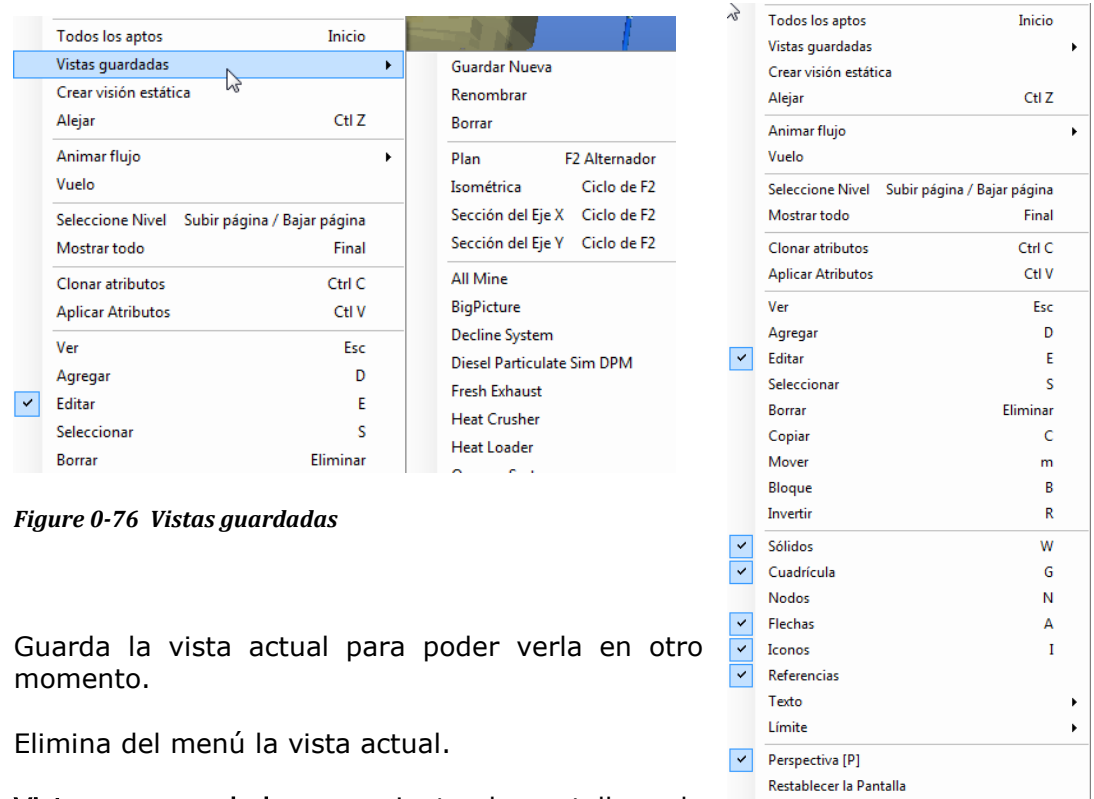 Todos los aptos Inicio
Vistas guardadas
Crear visión estática
Alejar Ctl Z
Animar flujo
Vuelo
Seleccione Nivel Subir página / Bajar página
Mostrar todo Final
Clonar atributos Ctrl C
Aplicar Atributos Ctl V
Ver Esc
Agregar D
Editar E
Seleccionar S
Borrar Eliminar
Guardar Nueva
Renombrar
Borrar
Plan F2 Alternador
Isométrica Ciclo de F2
Sección del Eje X Ciclo de F2
Sección del Eje Y Ciclo de F2
All Mine
BigPicture
Decline System
Diesel Particulate Sim DPM
Fresh Exhaust
Heat Crusher
Heat Loader
Figure 0-76 Vistas guardadas
Guarda la vista actual para poder verla en otro
momento.
Elimina del menú la vista actual.
Todos los aptos Inicio
Vistas guardadas
Crear visión estática
Alejar Ctl Z
Animar flujo
Vuelo
Seleccione Nivel Subir página / Bajar página
Mostrar todo Final
Clonar atributos Ctrl C
Aplicar Atributos Ctl V
Ver Esc
Agregar D
Editar E
Seleccionar S
Borrar Eliminar
Copiar C
Mover m
Bloque B
Invertir R
Sólidos W
Cuadrícula G
Nodos N
Flechas A
Iconos I
Referencias
Texto
Límite
Perspectiva [P]
Restablecer la Pantalla